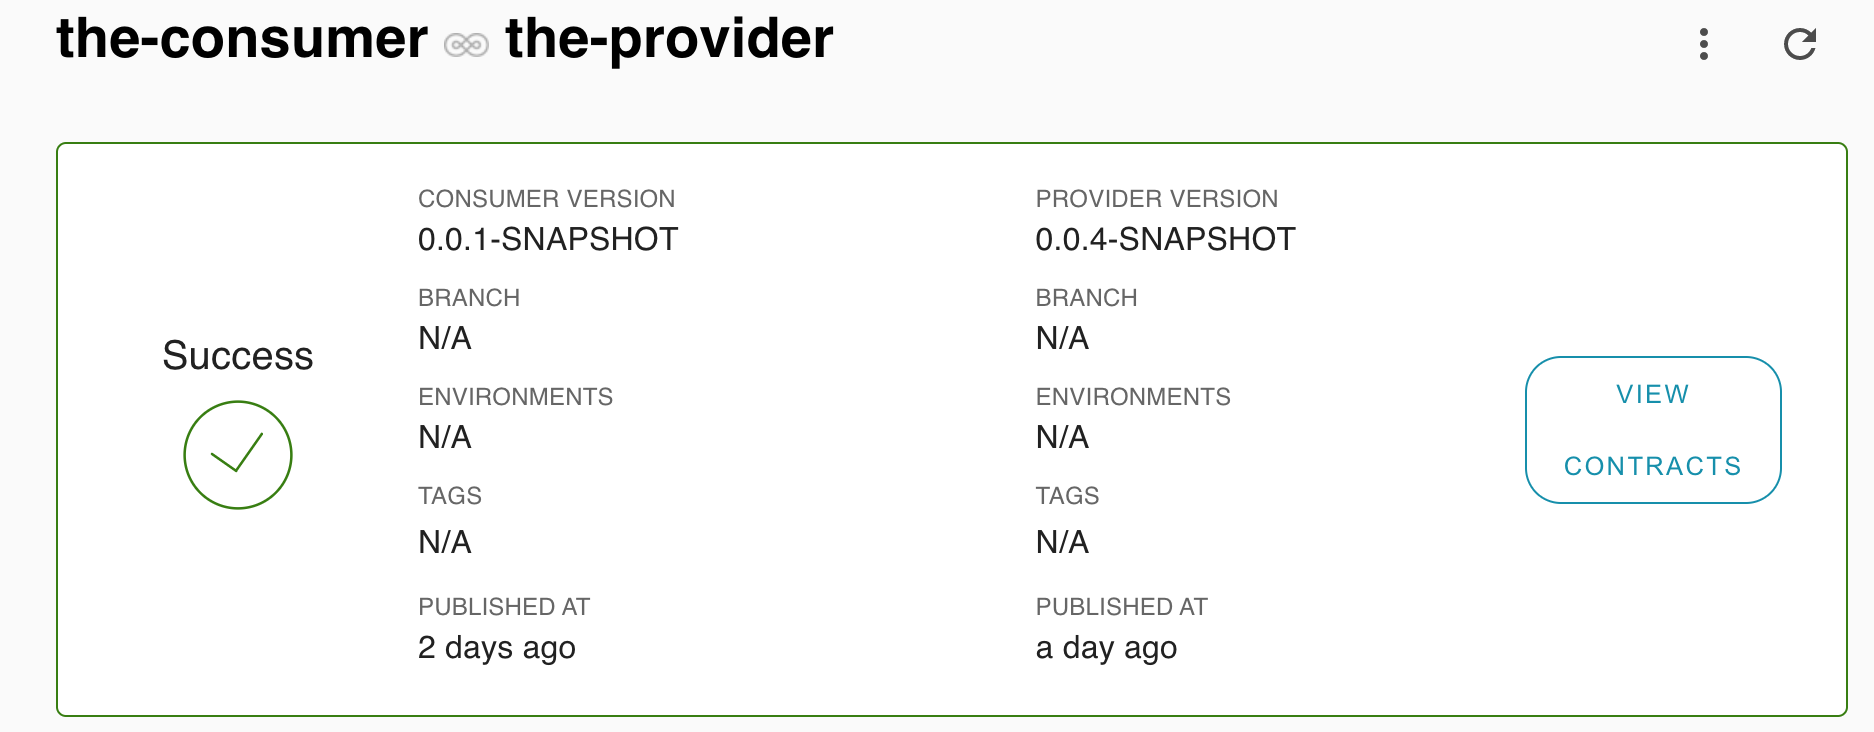 the-consumer the-provider
CONSUMER VERSION
0.0.1-SNAPSHOT
BRANCH
N/A
ENVIRONMENTS
N/A
TAGS
N/A
PUBLISHED AT
2 days ago
PROVIDER VERSION
0.0.4-SNAPSHOT
BRANCH
N/A
ENVIRONMENTS
N/A
TAGS
N/A
PUBLISHED AT
a day ago
Success
VIEW
CONTRACTS